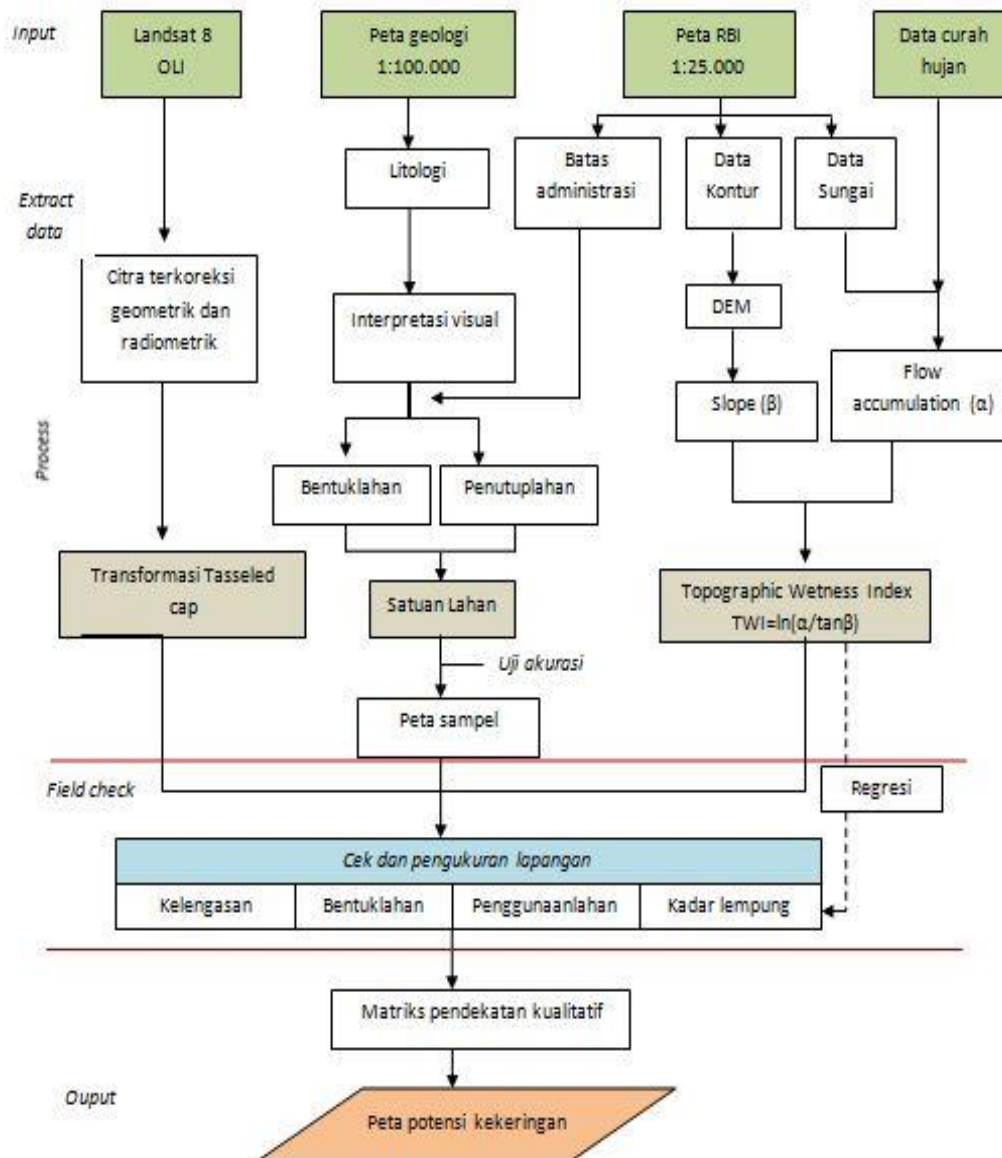 Input
Landsat 8
OLI
Peta geologi
1:100.000
Peta RBI
1:25.000
Data curah
hujan
Litologi
Batas
administrasi
Data
Kontur
Data
Sungai
Extract
data
Citra terkoreksi
geometrik dan
radiometrik
Interpretasi visual
DEM
Slope (β)
Flow
accumulation (α)
Process
Bentuklahan
Penutuplahan
Transformasi Tasseled
cap
Satuan Lahan
Topographic Wetness Index
TWI=ln(α/tanβ)
Uji akurasi
Peta sampel
Field check
Regresi
Cek dan pengukuran lapangan
Kelengasan
Bentuklahan
Penggunaanlahan
Kadar lempung
Matriks pendekatan kualitatif
Ouput
Peta potensi kekeringan